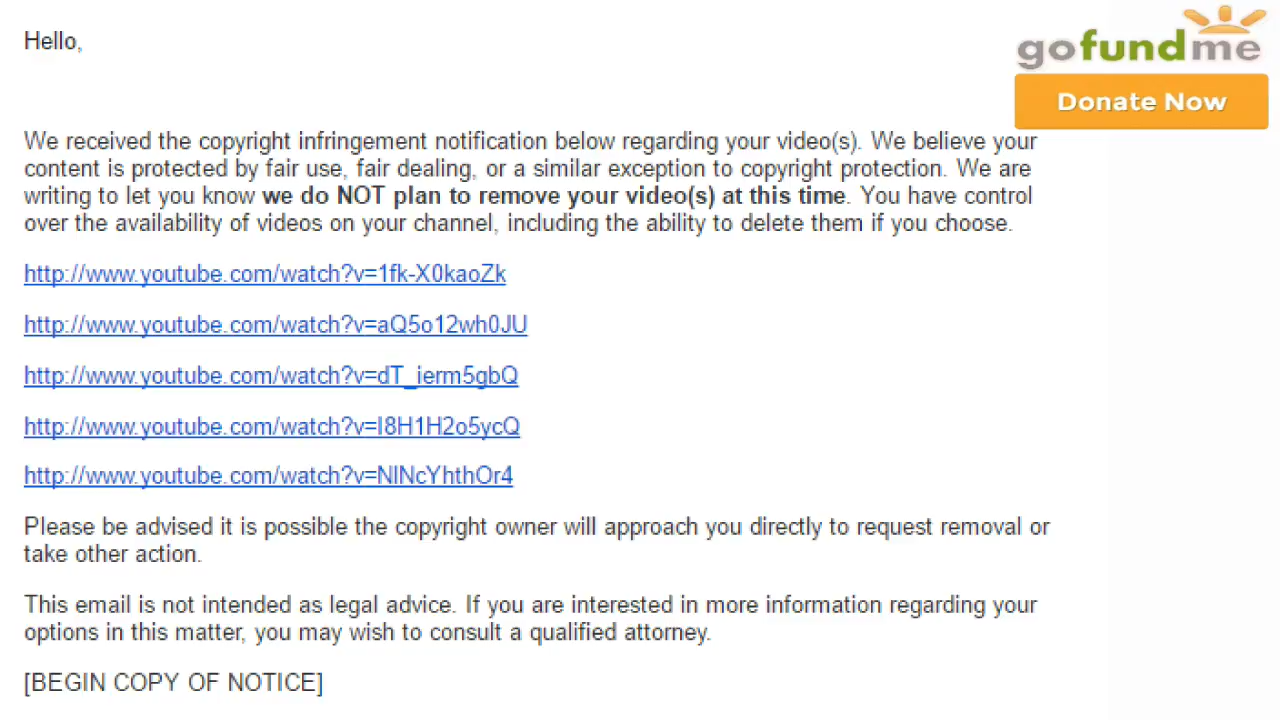 Hello,
gofundme
Donate Now
We received the copyright infringement notification below regarding your video(s). We believe your
content is protected by fair use, fair dealing, or a similar exception to copyright protection. We are
writing to let you know we do NOT plan to remove your video(s) at this time. You have control
over the availability of videos on your channel, including the ability to delete them if you choose.
http://www.youtube.com/watch?v=1fk-X0kaoZk
http://www.youtube.com/watch?v=aQ5o12wh0JU
http://www.youtube.com/watch?v=dT_ierm5gbQ
http://www.youtube.com/watch?v=I8H1H2o5ycQ
http://www.youtube.com/watch?v=NlNcYhthOr4
Please be advised it is possible the copyright owner will approach you directly to request removal or
take other action.
This email is not intended as legal advice. If you are interested in more information regarding your
options in this matter, you may wish to consult a qualified attorney.
[BEGIN COPY OF NOTICE]